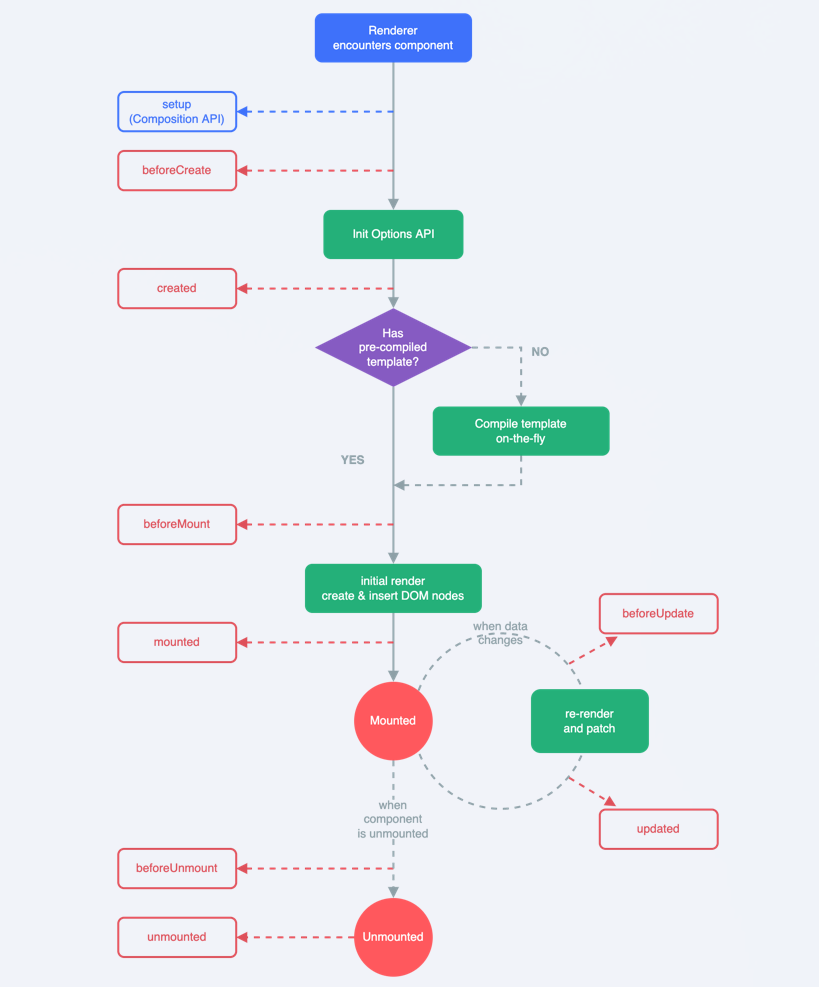 Renderer
encounters component
setup
(Composition API)
beforeCreate
Init Options API
created
Has
pre-compiled
template?
NO
Compile template
on-the-fly
YES
beforeMount
initial render
create & insert DOM nodes
beforeUpdate
when data
changes
mounted
Mounted
re-render
and patch
when
component
is unmounted
updated
beforeUnmount
unmounted
Unmounted